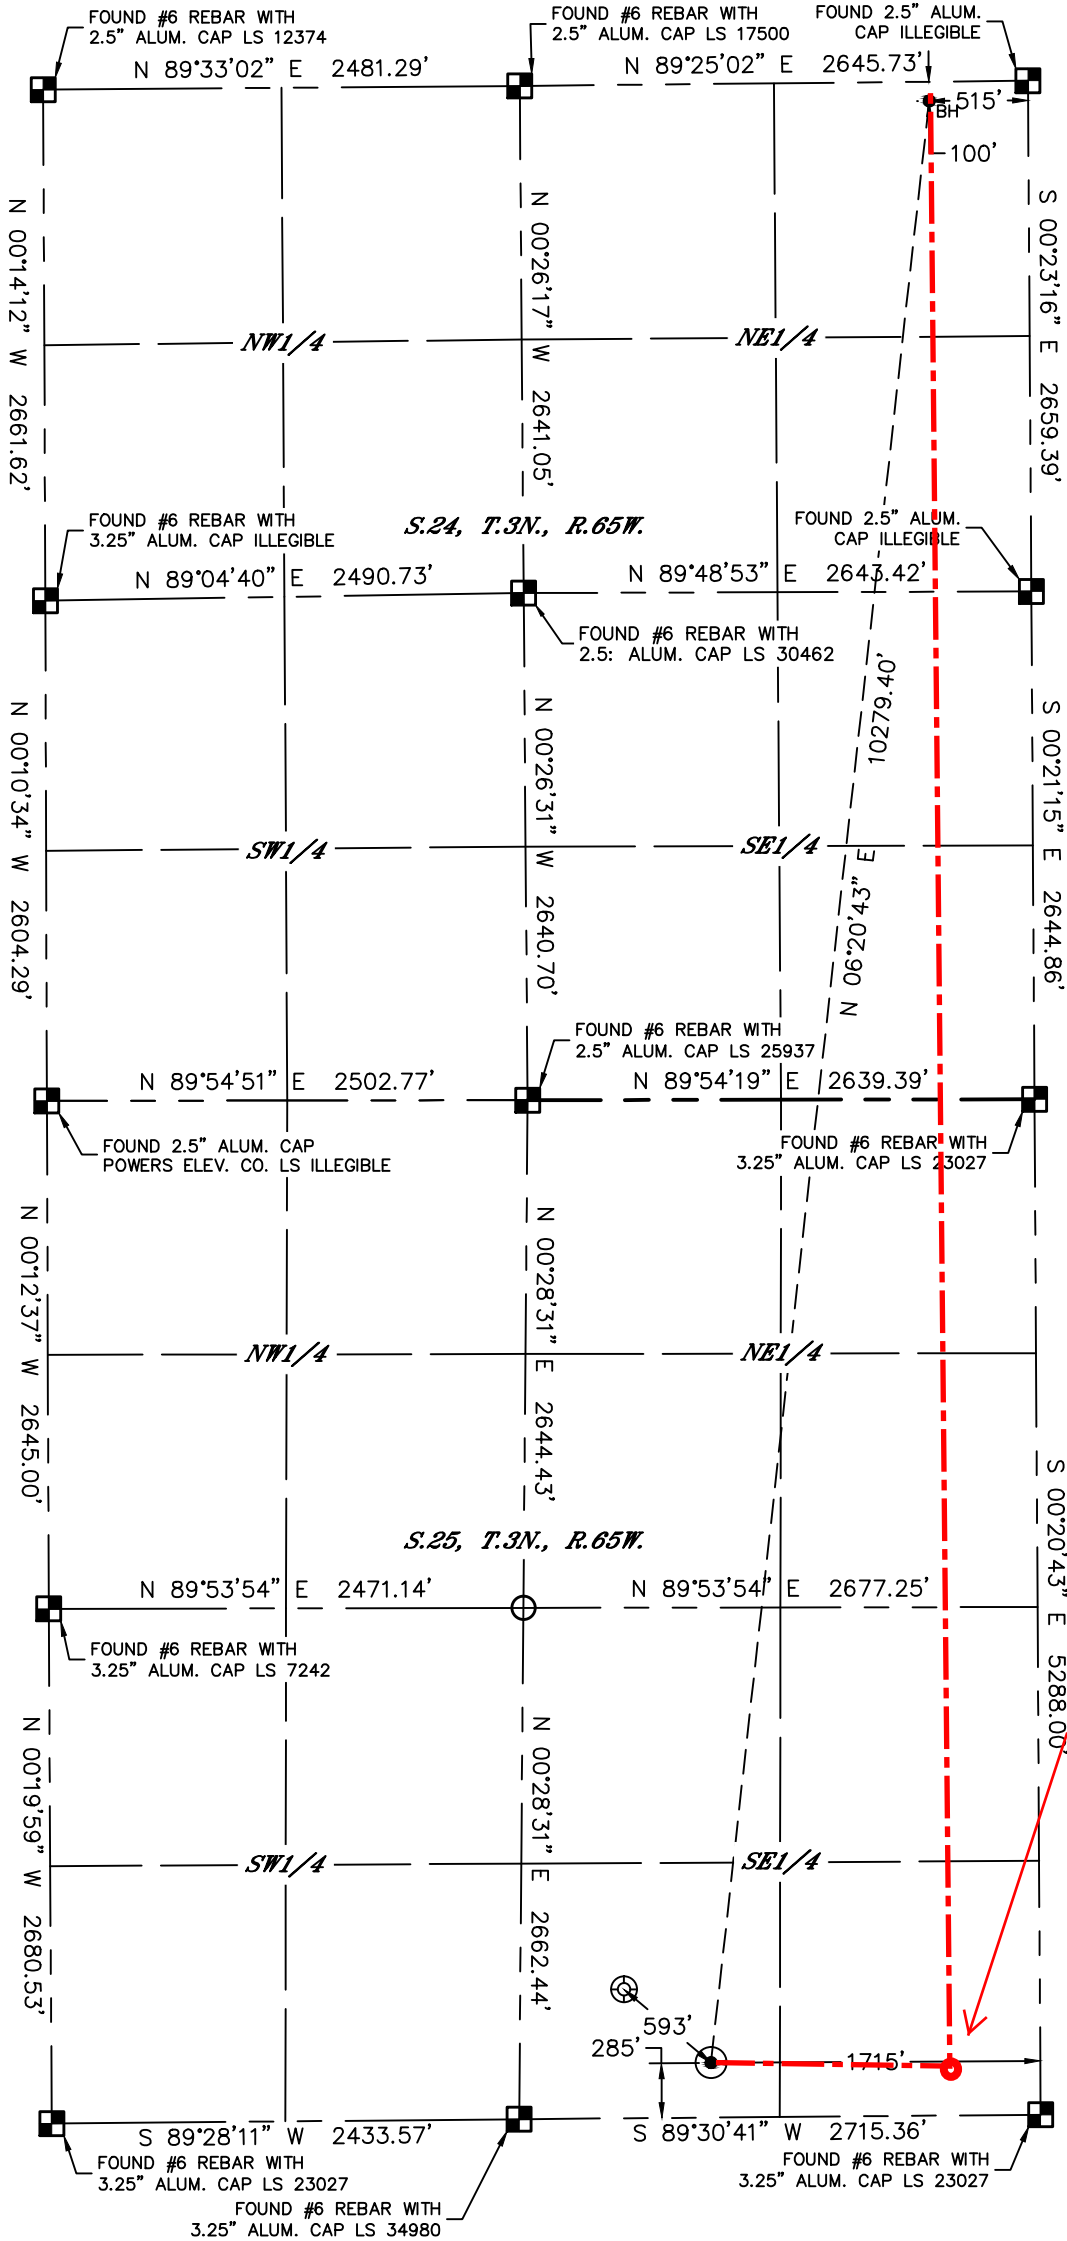 FOUND #6 REBAR WITH
2.5" ALUM. CAP LS 12374
FOUND #6 REBAR WITH
2.5" ALUM. CAP LS 17500
FOUND 2.5" ALUM.
CAP ILLEGIBLE
N 89°33'02" E 2481.29'
N 89°25'02" E 2645.73'
515'
BH
100'
N 00°14'12" W 2661.62'
N 00°26'17" W 2641.05'
S 00°23'16" E 2659.39'
NW1/4
NE1/4
FOUND #6 REBAR WITH
3.25" ALUM. CAP ILLEGIBLE
S.24, T.3N., R.65W.
FOUND 2.5" ALUM.
CAP ILLEGIBLE
N 89°04'40" E 2490.73'
N 89°48'53" E 2643.42'
FOUND #6 REBAR WITH
2.5: ALUM. CAP LS 30462
N 00°10'34" W 2604.29'
N 00°26'31" W 2640.70'
N 06°20'43" E 10279.40'
S 00°21'15" E 2644.86'
SW1/4
SE1/4
FOUND #6 REBAR WITH
2.5" ALUM. CAP LS 25937
N 89°54'51" E 2502.77'
N 89°54'19" E 2639.39'
FOUND 2.5" ALUM. CAP
POWERS ELEV. CO. LS ILLEGIBLE
FOUND #6 REBAR WITH
3.25" ALUM. CAP LS 23027
N 00°12'37" W 2645.00'
N 00°28'31" E 2644.43'
NW1/4
NE1/4
S 00°20'43" E 5288.00'
S.25, T.3N., R.65W.
N 89°53'54" E 2471.14'
N 89°53'54" E 2677.25'
FOUND #6 REBAR WITH
3.25" ALUM. CAP LS 7242
N 00°19'59" W 2680.53'
N 00°28'31" E 2662.44'
SW1/4
SE1/4
593'
285'
1715'
S 89°28'11" W 2433.57'
S 89°30'41" W 2715.36'
FOUND #6 REBAR WITH
3.25" ALUM. CAP LS 23027
FOUND #6 REBAR WITH
3.25" ALUM. CAP LS 23027
FOUND #6 REBAR WITH
3.25" ALUM. CAP LS 34980